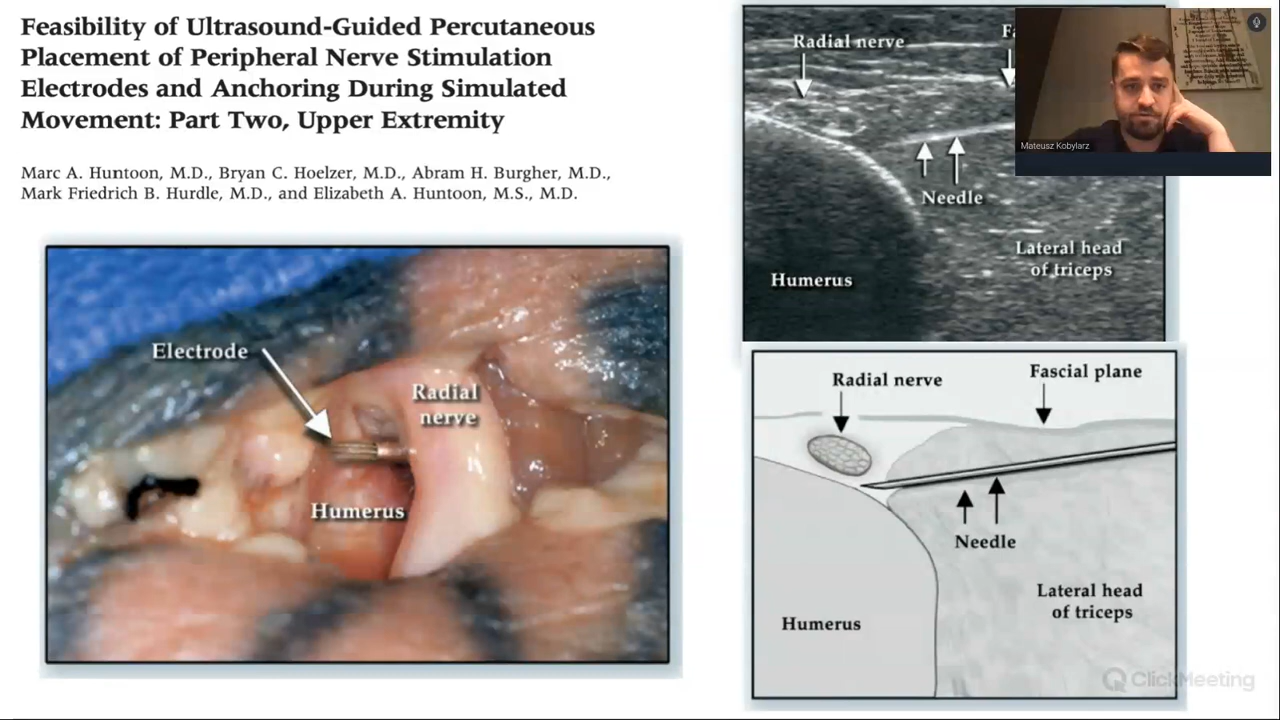 Feasibility of Ultrasound-Guided Percutaneous
Placement of Peripheral Nerve Stimulation
Electrodes and Anchoring During Simulated
Movement: Part Two, Upper Extremity
Marc A. Huntoon, M.D., Bryan C. Hoelzer, M.D., Abram H. Burgher, M.D.,
Mark Friedrich B. Hurdle, M.D., and Elizabeth A. Huntoon, M.S., M.D.
Electrode
Radial
nerve
Humerus
Radial nerve
Fa
Needle
Lateral head
of triceps
Humerus
Mateusz Kobylarz
Radial nerve
Fascial plane
Needle
Lateral head
of triceps
Humerus
ClickMeeting